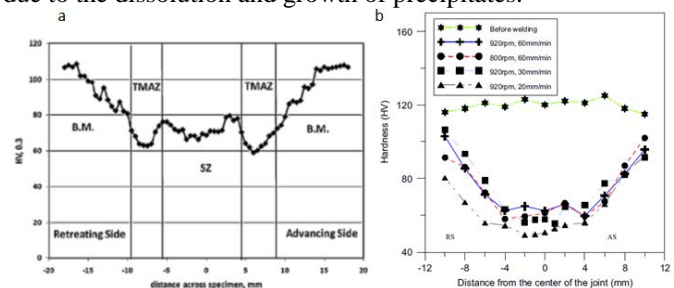 due to the dissolution and growth of precipitates.
a
120
100
80
60
40
20
0
HV, 0.3
TMAZ
TMAZ
B.M.
B.M.
SZ
Retreating Side
Advancing Side
-20 -15 -10 -5 0 5 10 15 20
distance across specimen, mm
b
160
120
80
40
Hardness (HV)
Before welding
920rpm, 60mm/min
800rpm, 60mm/min
920rpm, 30mm/min
920rpm, 20mm/min
RS
AS
-12 -8 -4 0 4 8 12
Distance from the center of the joint (mm)